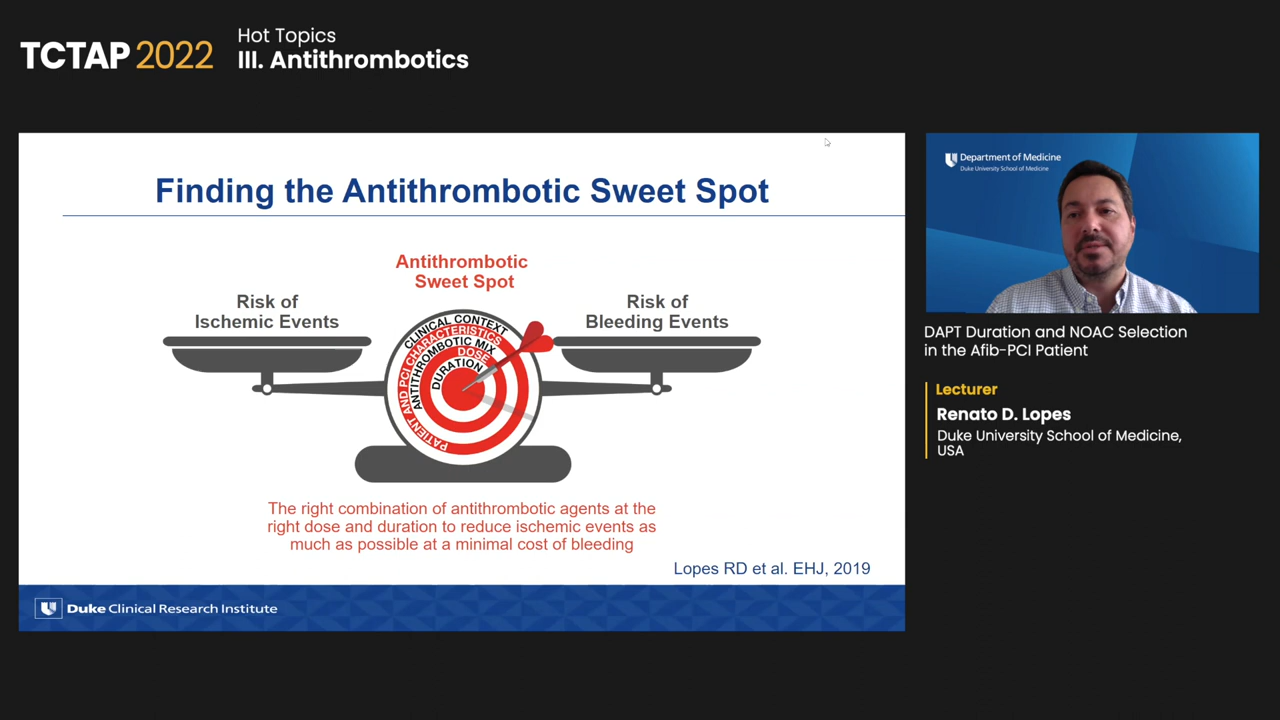 TCTAP 2022
Hot Topics
III. Antithrombotics
Finding the Antithrombotic Sweet Spot
Antithrombotic
Sweet Spot
Risk of
Ischemic Events
Risk of
Bleeding Events
CLINICAL CONTEXT
PATIENT AND PCI CHARACTERISTICS
ANTITHROMBOTIC MIX
DOSE
DURATION
The right combination of antithrombotic agents at the
right dose and duration to reduce ischemic events as
much as possible at a minimal cost of bleeding
Lopes RD et al. EHJ, 2019
Duke Clinical Research Institute
Department of Medicine
Duke University School of Medicine
DAPT Duration and NOAC Selection
in the Afib-PCI Patient
Lecturer
Renato D. Lopes
Duke University School of Medicine,
USA